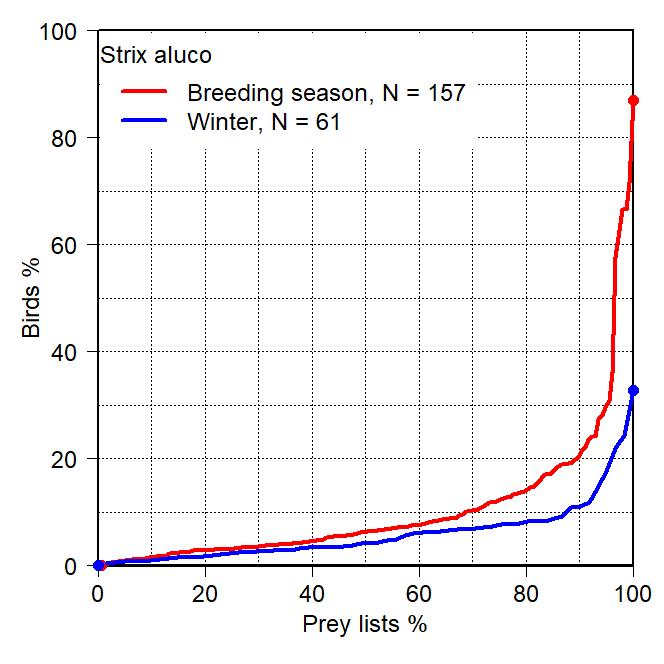 Strix aluco
Breeding season, N = 157
Winter, N = 61
100
80
60
40
20
0
Birds %
0 20 40 60 80 100
Prey lists %